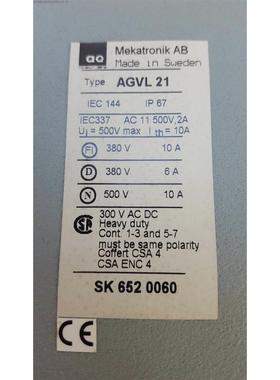 aq
Mekatronik AB
Made in Sweden
Type AGVL 21
IEC 144 IP 67
IEC337 AC 11 500V,2A
Ui = 500V max Ith = 10A
FI 380 V 10 A
D 380 V 6 A
N 500 V 10 A
300 V AC DC
Heavy duty
Cont. 1-3 and 5-7
must be same polarity
Coffert CSA 4
CSA ENC 4
SK 652 0060
CE